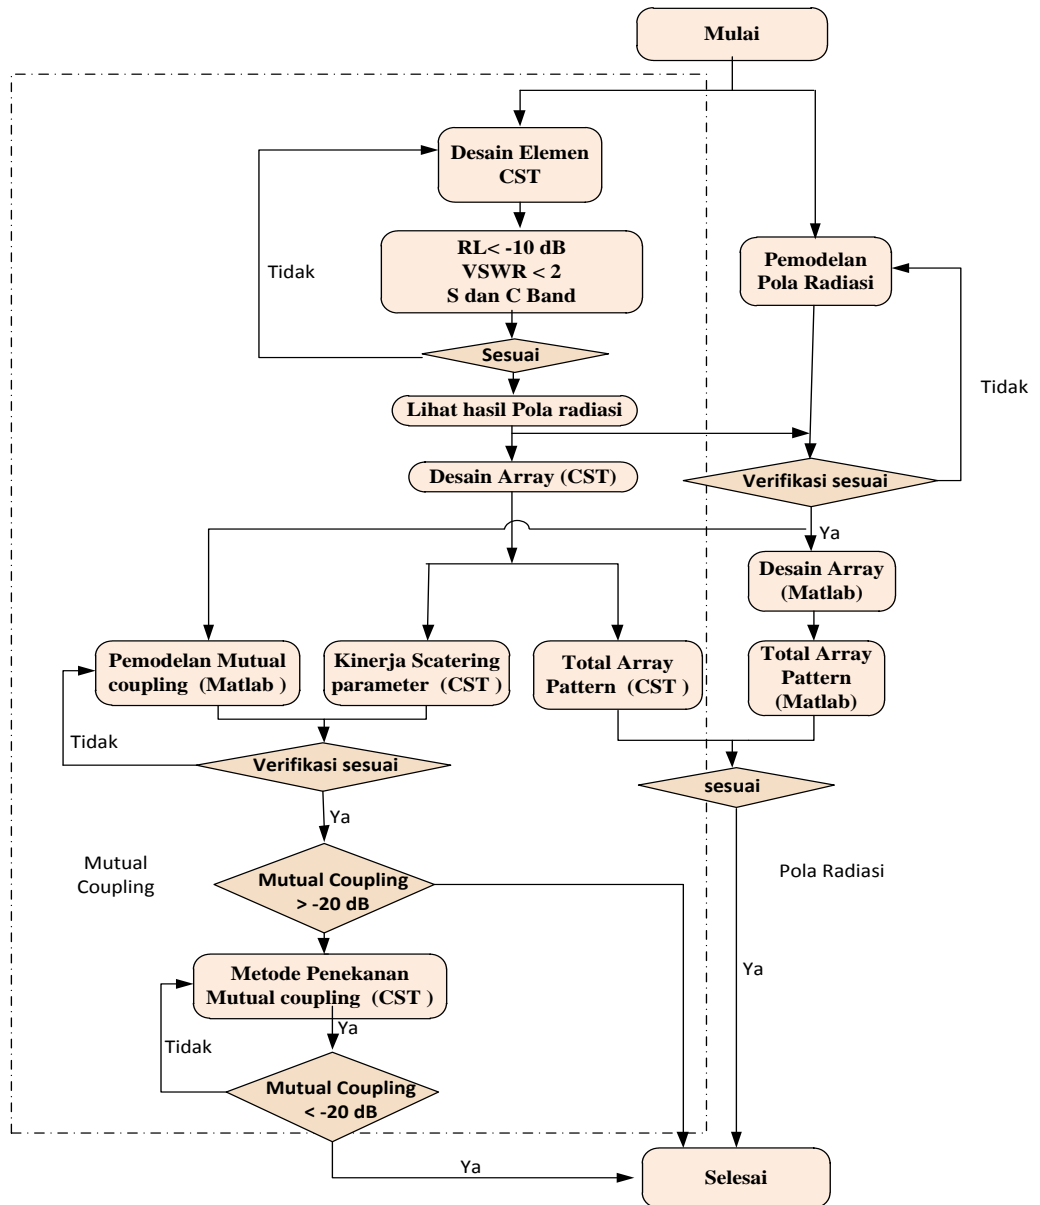 Mulai
Desain Elemen
CST
RL< -10 dB
VSWR < 2
S dan C Band
Tidak
Pemodelan
Pola Radiasi
Sesuai
Tidak
Lihat hasil Pola radiasi
Desain Array (CST)
Verifikasi sesuai
Ya
Desain Array
(Matlab)
Pemodelan Mutual
coupling (Matlab )
Kinerja Scatering
parameter (CST )
Total Array
Pattern (CST )
Total Array
Pattern
(Matlab)
Tidak
Verifikasi sesuai
sesuai
Ya
Mutual
Coupling
Mutual Coupling
> -20 dB
Pola Radiasi
Metode Penekanan
Mutual coupling (CST )
Ya
Ya
Tidak
Mutual Coupling
< -20 dB
Ya
Selesai